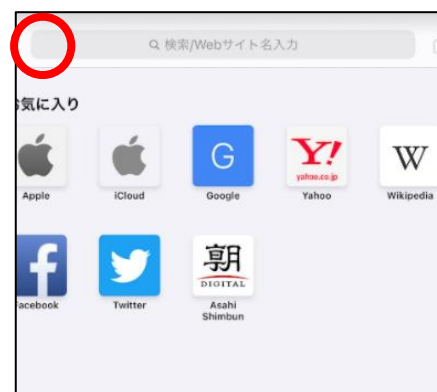 検索/Webサイト名入力
お気に入り
Apple
iCloud
G
Google
Y!
yahoo.co.jp
Yahoo
W
Wikipedia
f
Facebook
Twitter
朝
DIGITAL
Asahi
Shimbun